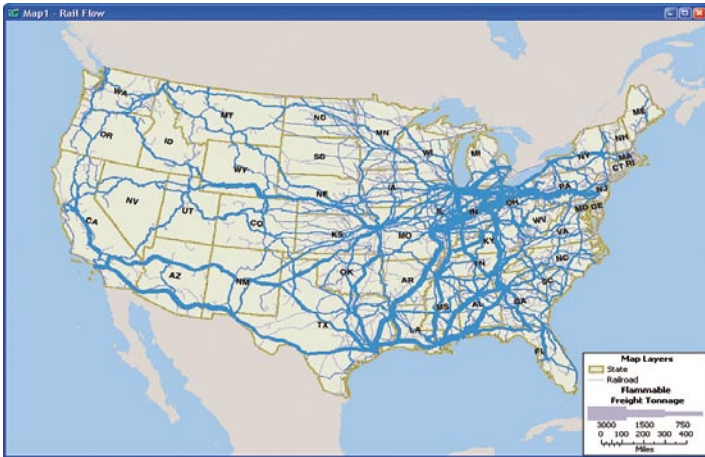 Map1 - Rail Flow
WA
OR
ID
MT
ND
SD
WY
NE
MN
WI
MI
IA
NV
UT
CO
CA
AZ
NM
KS
OK
TX
MO
AR
LA
IL
IN
OH
KY
TN
MS
AL
GA
FL
SC
NC
VA
WV
PA
NY
NJ
MD DE
CT RI
MA
NH
ME
Map Layers
State
Railroad
Flammable
Freight Tonnage
3000 1500 750
0 100 200 300 400
Miles